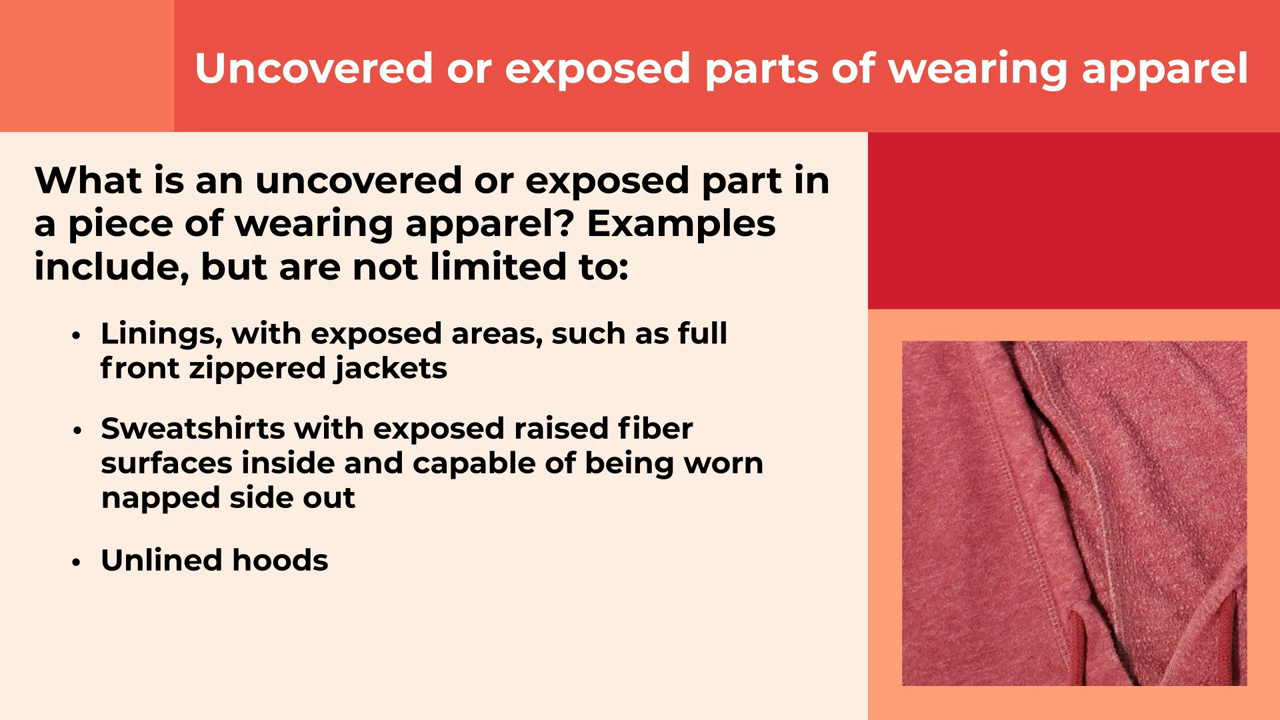 Uncovered or exposed parts of wearing apparel
What is an uncovered or exposed part in
a piece of wearing apparel? Examples
include, but are not limited to:
• Linings, with exposed areas, such as full
front zippered jackets
• Sweatshirts with exposed raised fiber
surfaces inside and capable of being worn
napped side out
• Unlined hoods